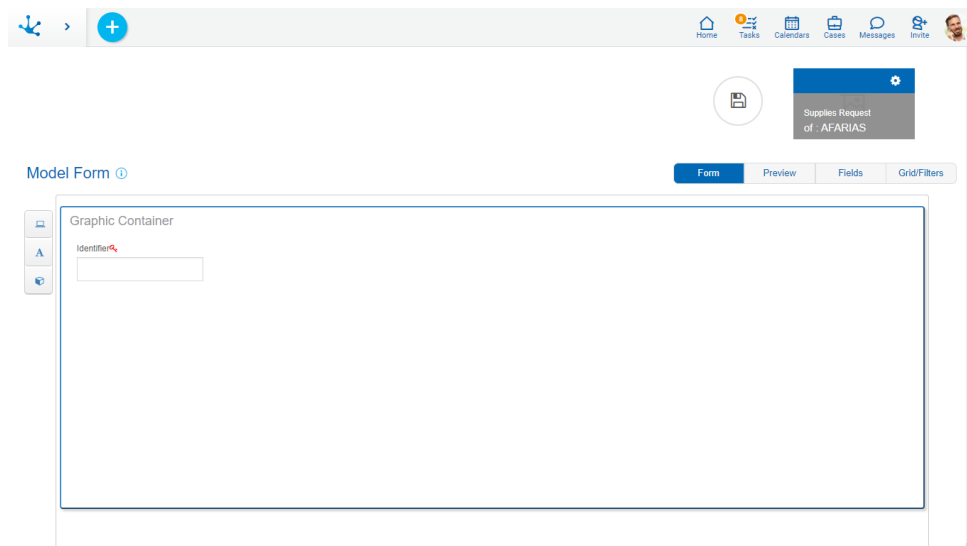 Home
8
Tasks
Calendars
Cases
Messages
Invite
Supplies Request
of : AFARIAS
Model Form
Form
Preview
Fields
Grid/Filters
Graphic Container
Identifier
A